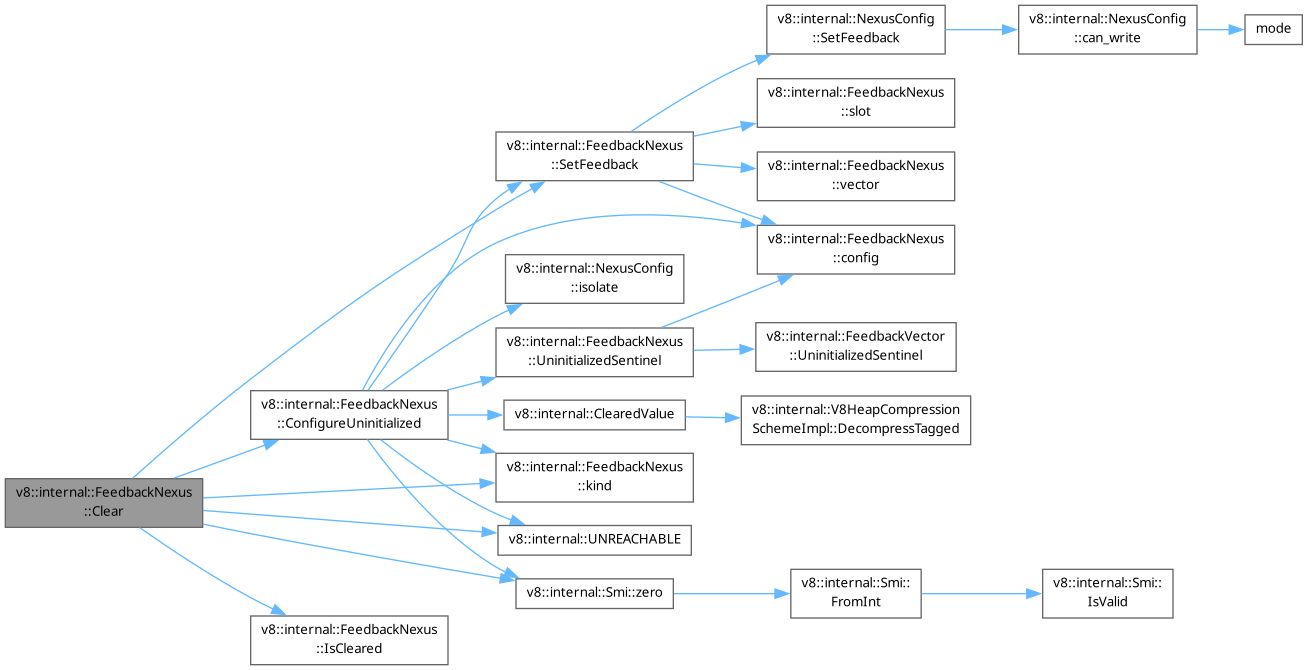 v8::internal::NexusConfig
::SetFeedback
v8::internal::NexusConfig
::can_write
mode
v8::internal::FeedbackNexus
::slot
v8::internal::FeedbackNexus
::SetFeedback
v8::internal::FeedbackNexus
::vector
v8::internal::FeedbackNexus
::config
v8::internal::NexusConfig
::isolate
v8::internal::FeedbackNexus
::UninitializedSentinel
v8::internal::FeedbackVector
::UninitializedSentinel
v8::internal::FeedbackNexus
::ConfigureUninitialized
v8::internal::ClearedValue
v8::internal::V8HeapCompression
SchemeImpl::DecompressTagged
v8::internal::FeedbackNexus
::kind
v8::internal::FeedbackNexus
::Clear
v8::internal::UNREACHABLE
v8::internal::Smi::zero
v8::internal::Smi::
FromInt
v8::internal::Smi::
IsValid
v8::internal::FeedbackNexus
::IsCleared